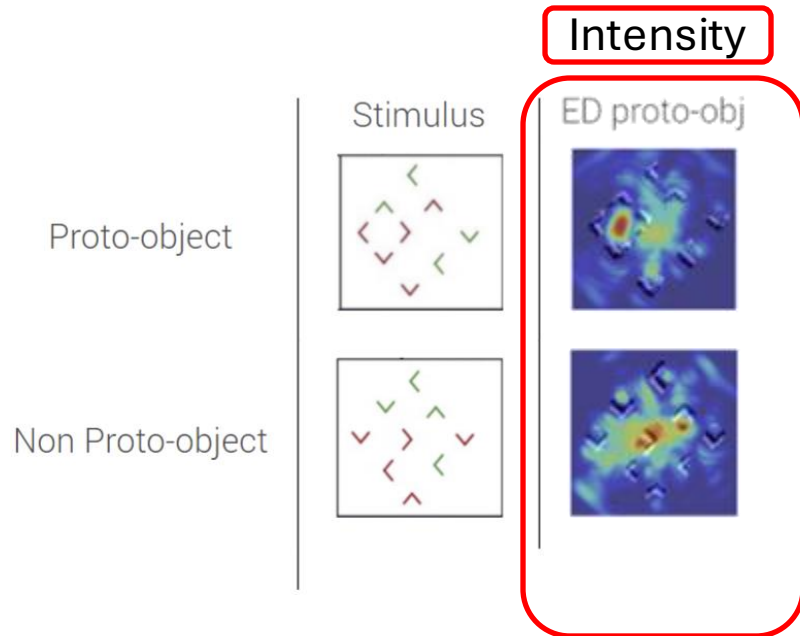 Intensity
Stimulus
ED proto-obj
Proto-object
Non Proto-object